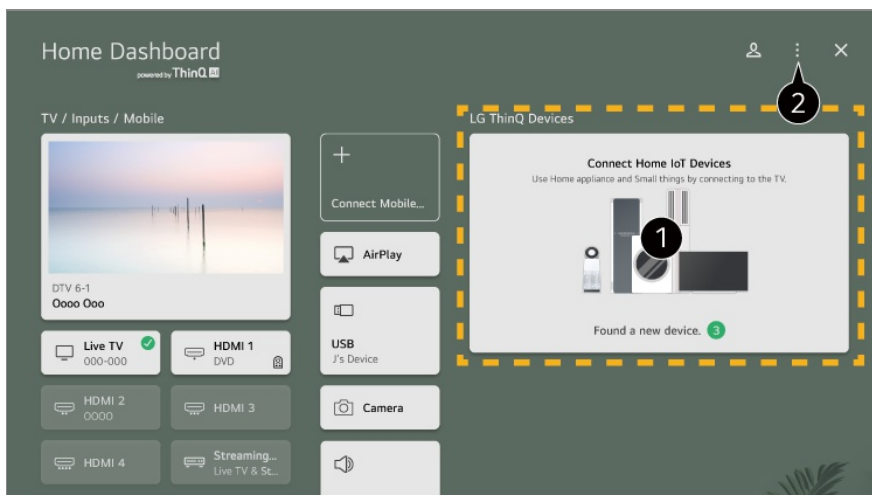 Home Dashboard
powered by ThinQ AI
2
TV / Inputs / Mobile
LG ThinQ Devices
Connect Home IoT Devices
Use Home appliance and Small things by connecting to the TV.
1
Found a new device. 3
DTV 6-1
Oooo Ooo
Connect Mobile...
AirPlay
Live TV
000-000
HDMI 1
DVD
USB
J's Device
HDMI 2
0000
HDMI 3
Camera
HDMI 4
Streaming...
Live TV & St...